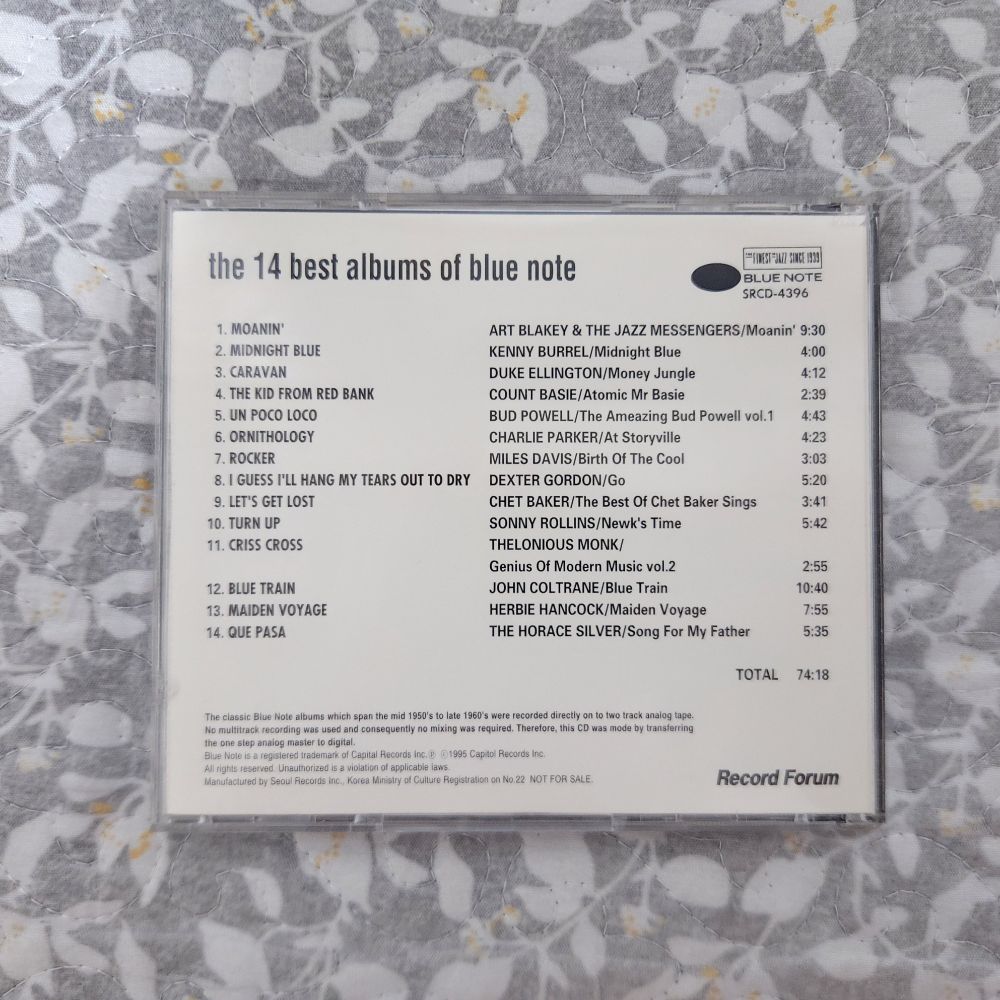 the 14 best albums of blue note
THE FINEST IN JAZZ SINCE 1939
BLUE NOTE
SRCD-4396
1. MOANIN' ART BLAKEY & THE JAZZ MESSENGERS/Moanin' 9:30
2. MIDNIGHT BLUE KENNY BURREL/Midnight Blue 4:00
3. CARAVAN DUKE ELLINGTON/Money Jungle 4:12
4. THE KID FROM RED BANK COUNT BASIE/Atomic Mr Basie 2:39
5. UN POCO LOCO BUD POWELL/The Ameazing Bud Powell vol.1 4:43
6. ORNITHOLOGY CHARLIE PARKER/At Storyville 4:23
7. ROCKER MILES DAVIS/Birth Of The Cool 3:03
8. I GUESS I'LL HANG MY TEARS OUT TO DRY DEXTER GORDON/Go 5:20
9. LET'S GET LOST CHET BAKER/The Best Of Chet Baker Sings 3:41
10. TURN UP SONNY ROLLINS/Newk's Time 5:42
11. CRISS CROSS THELONIOUS MONK/
Genius Of Modern Music vol.2 2:55
12. BLUE TRAIN JOHN COLTRANE/Blue Train 10:40
13. MAIDEN VOYAGE HERBIE HANCOCK/Maiden Voyage 7:55
14. QUE PASA THE HORACE SILVER/Song For My Father 5:35
TOTAL 74:18
The classic Blue Note albums which span the mid 1950's to late 1960's were recorded directly on to two track analog tape.
No multitrack recording was used and consequently no mixing was required. Therefore, this CD was made by transferring
the one step analog master to digital.
Blue Note is a registered trademark of Capital Records Inc.℗ ©1995 Capitol Records Inc.
All rights reserved. Unauthorized is a violation of applicable laws.
Manufactured by Seoul Records Inc., Korea Ministry of Culture Registration on No.22 NOT FOR SALE.
Record Forum